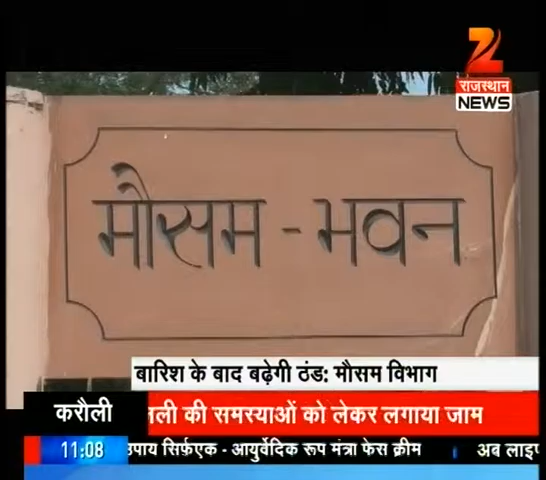 Z
राजस्थान
NEWS
मौसम - भवन
बारिश के बाद बढ़ेगी ठंड: मौसम विभाग
करौली
की समस्याओं को लेकर लगाया जाम
11:08
उपाय सिर्फ़एक - आयुर्वेदिक रूप मंत्रा फेस क्रीम
अब